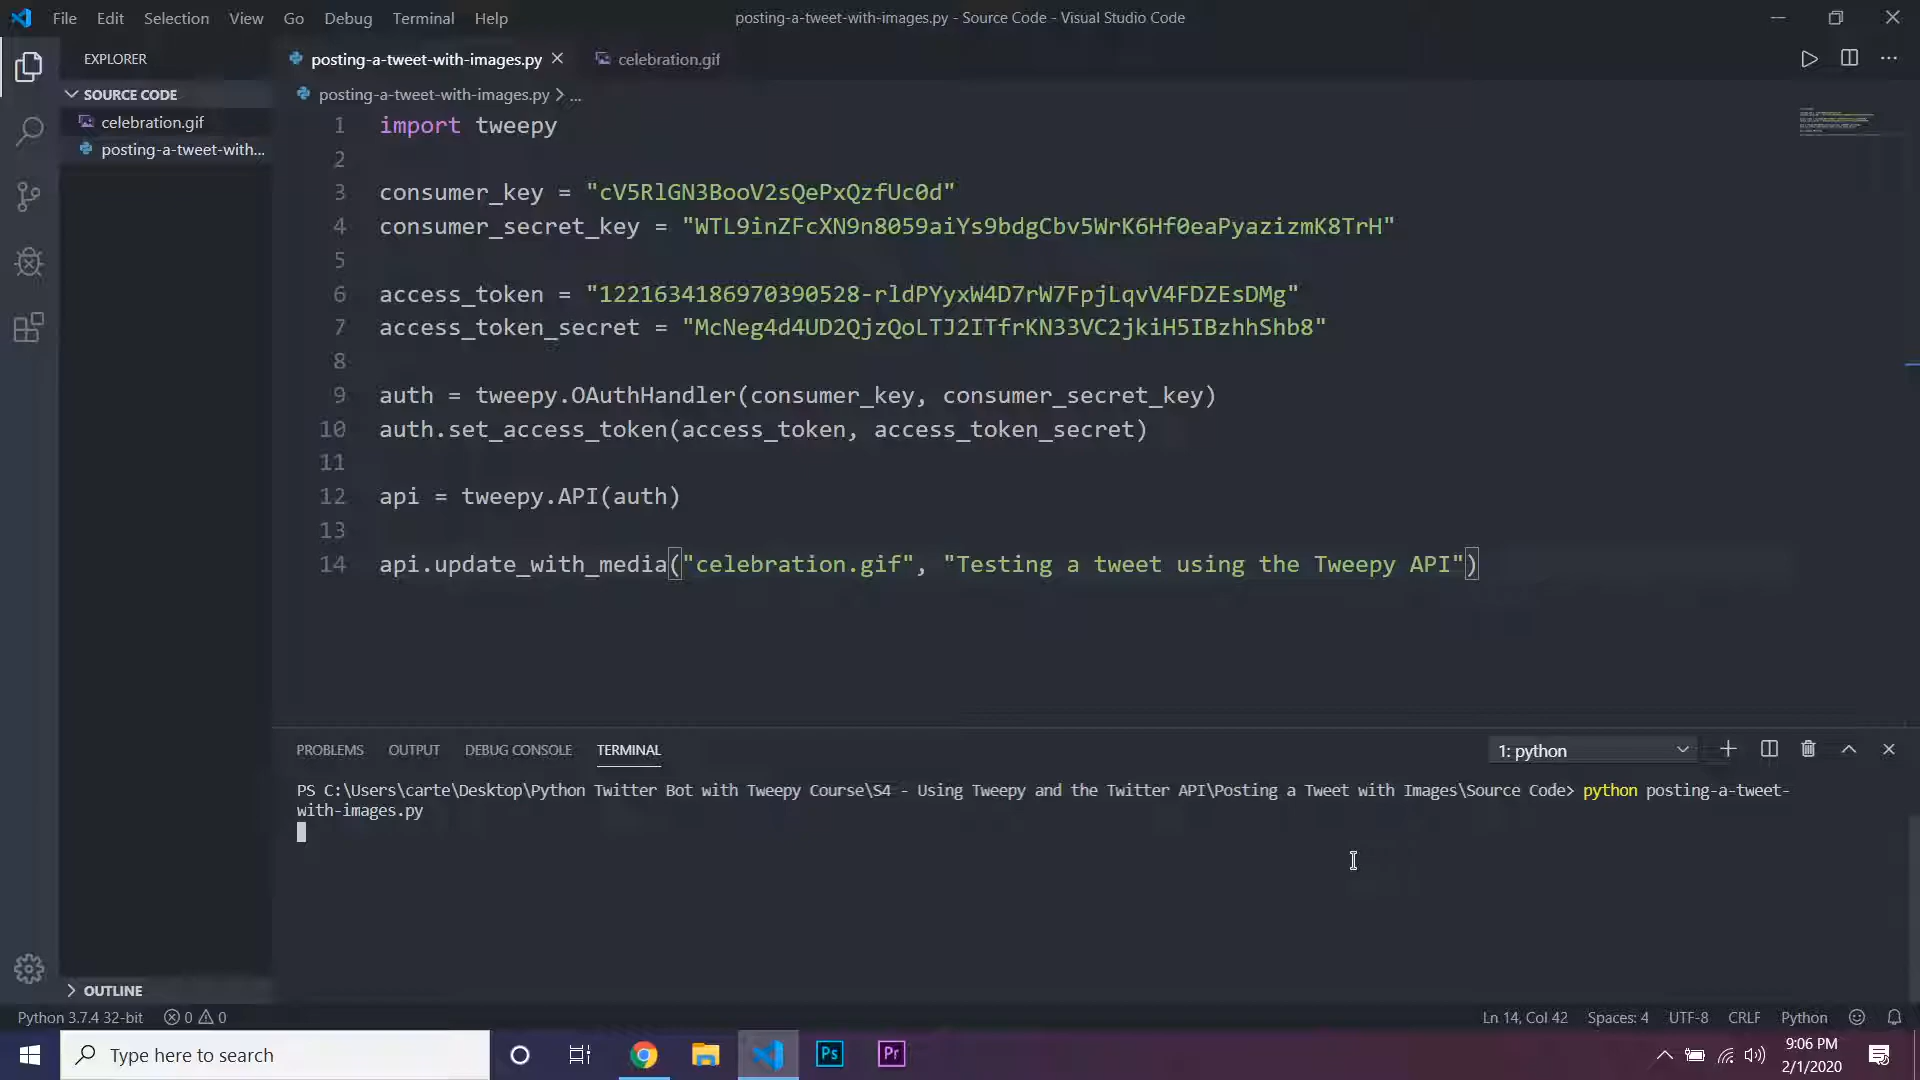 File Edit Selection View Go Debug Terminal Help
posting-a-tweet-with-images.py - Source Code - Visual Studio Code
EXPLORER
posting-a-tweet-with-images.py
celebration.gif
SOURCE CODE
celebration.gif
posting-a-tweet-with...
posting-a-tweet-with-images.py > ...
1 import tweepy
2
3 consumer_key = "cV5RlGN3BooV2sQePxQzfUc0d"
4 consumer_secret_key = "WTL9inZFcXN9n8059aiYs9bdgCbv5WrK6Hf0eaPyazizmK8TrH"
5
6 access_token = "1221634186970390528-rldPYyxW4D7rW7FpjLqvV4FDZEsDMg"
7 access_token_secret = "McNeg4d4UD2QjzQoLTJ2ITfrKN33VC2jkiH5IBzhhShb8"
8
9 auth = tweepy.OAuthHandler(consumer_key, consumer_secret_key)
10 auth.set_access_token(access_token, access_token_secret)
11
12 api = tweepy.API(auth)
13
14 api.update_with_media("celebration.gif", "Testing a tweet using the Tweepy API")
PROBLEMS OUTPUT DEBUG CONSOLE TERMINAL
1: python
PS C:\Users\carte\Desktop\Python Twitter Bot with Tweepy Course\S4 - Using Tweepy and the Twitter API\Posting a Tweet with Images\Source Code> python posting-a-tweet-
with-images.py
OUTLINE
Python 3.7.4 32-bit 0 0
Ln 14, Col 42 Spaces: 4 UTF-8 CRLF Python
Type here to search
Ps
Pr
9:06 PM
2/1/2020